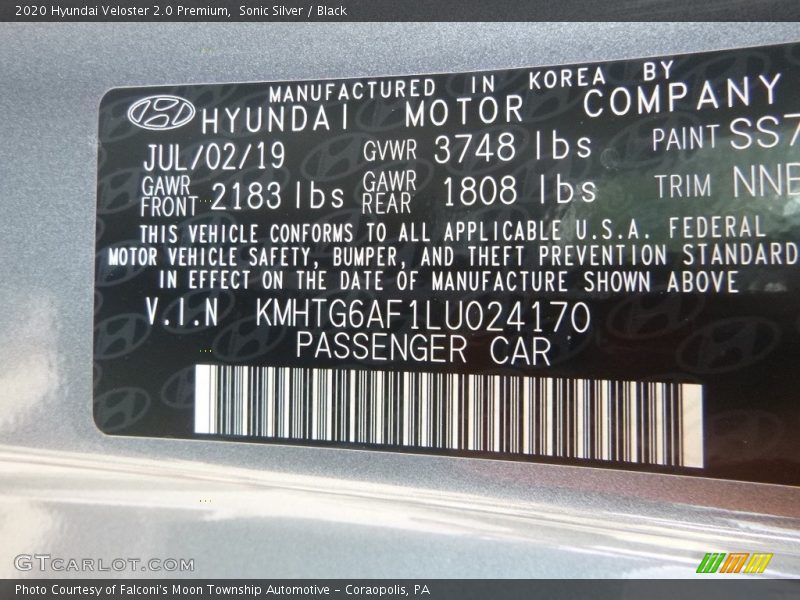 2020 Hyundai Veloster 2.0 Premium,  Sonic Silver / Black
MANUFACTURED IN KOREA BY
HYUNDAI MOTOR COMPANY
JUL/02/19 GVWR 3748 lbs PAINT SS7
GAWR FRONT 2183 lbs GAWR REAR 1808 lbs TRIM NNE
THIS VEHICLE CONFORMS TO ALL APPLICABLE U.S.A. FEDERAL
MOTOR VEHICLE SAFETY, BUMPER, AND THEFT PREVENTION STANDARD
IN EFFECT ON THE DATE OF MANUFACTURE SHOWN ABOVE
V.I.N KMHTG6AF1LU024170
PASSENGER CAR
GTCARLOT.COM
Photo Courtesy of Falconi's Moon Township Automotive – Coraopolis, PA